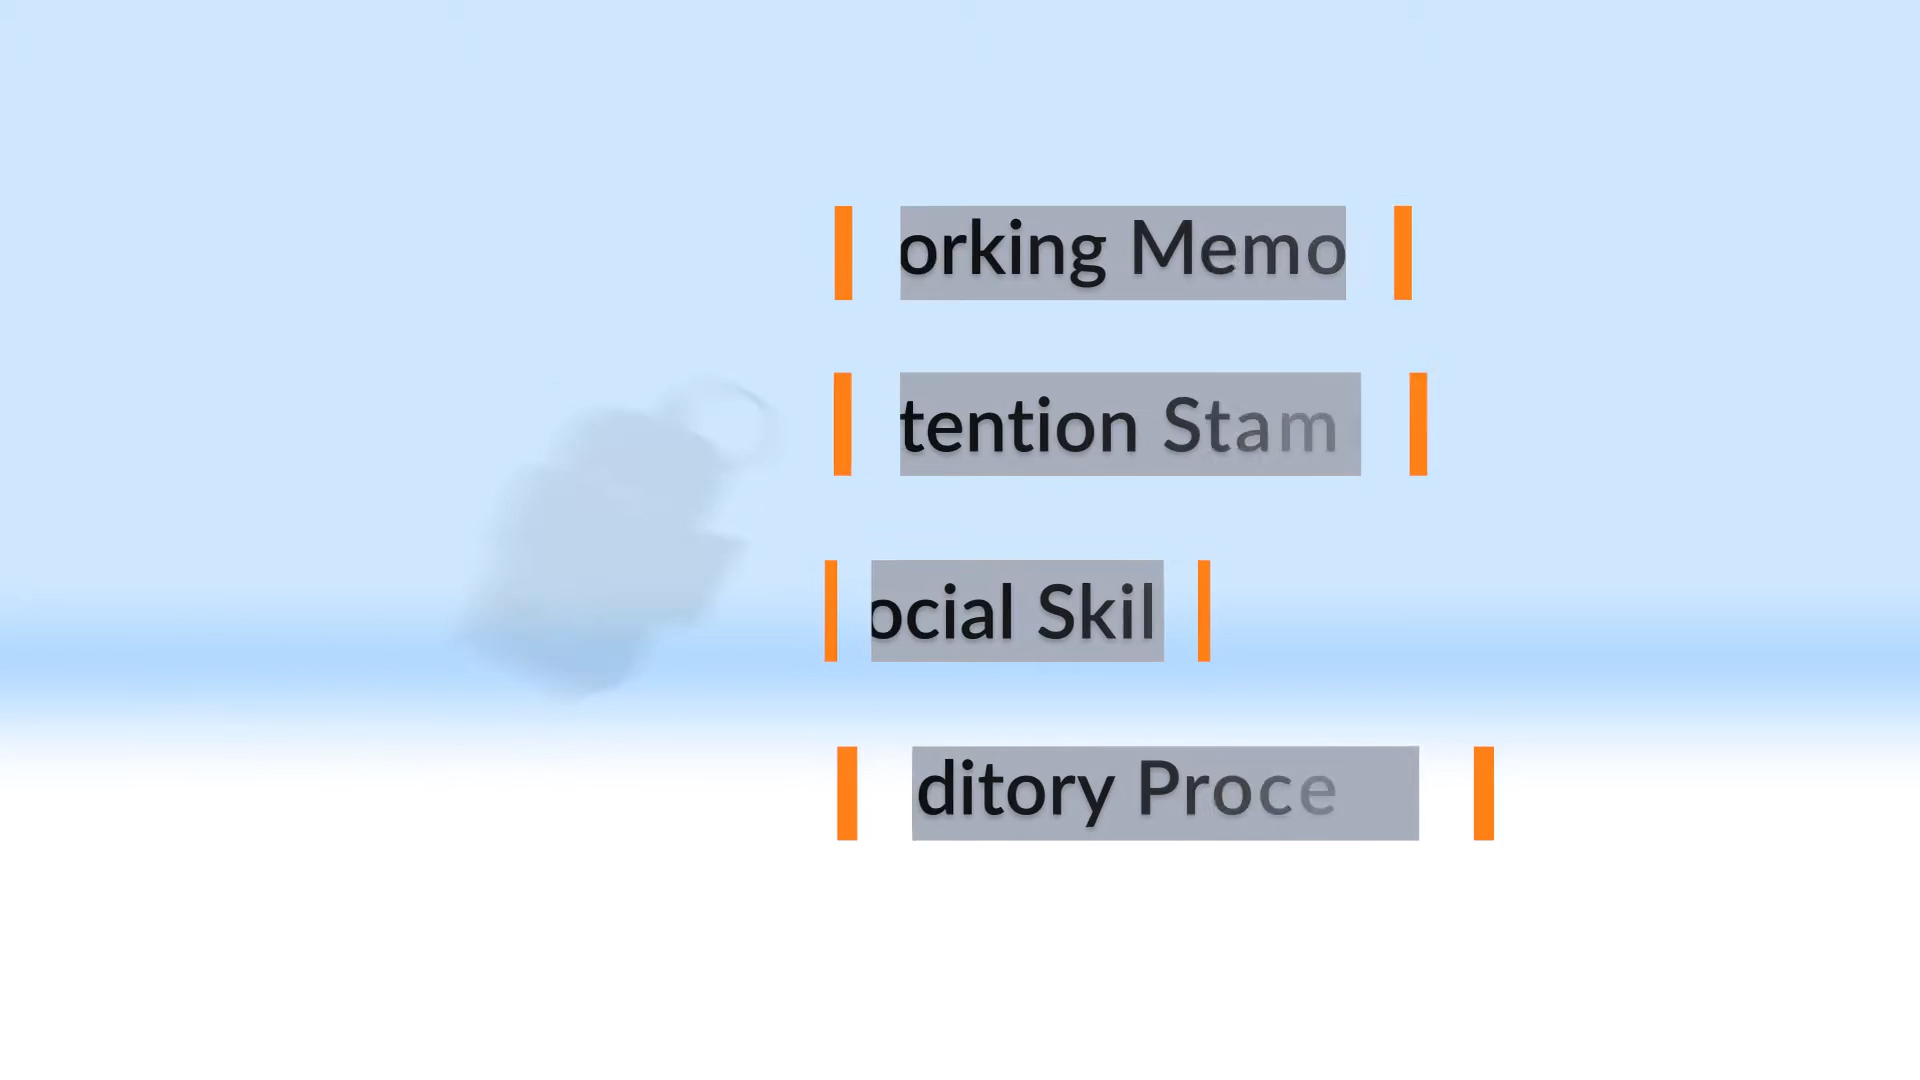 orking Memo
tention Stam
ocial Skil
ditory Proce